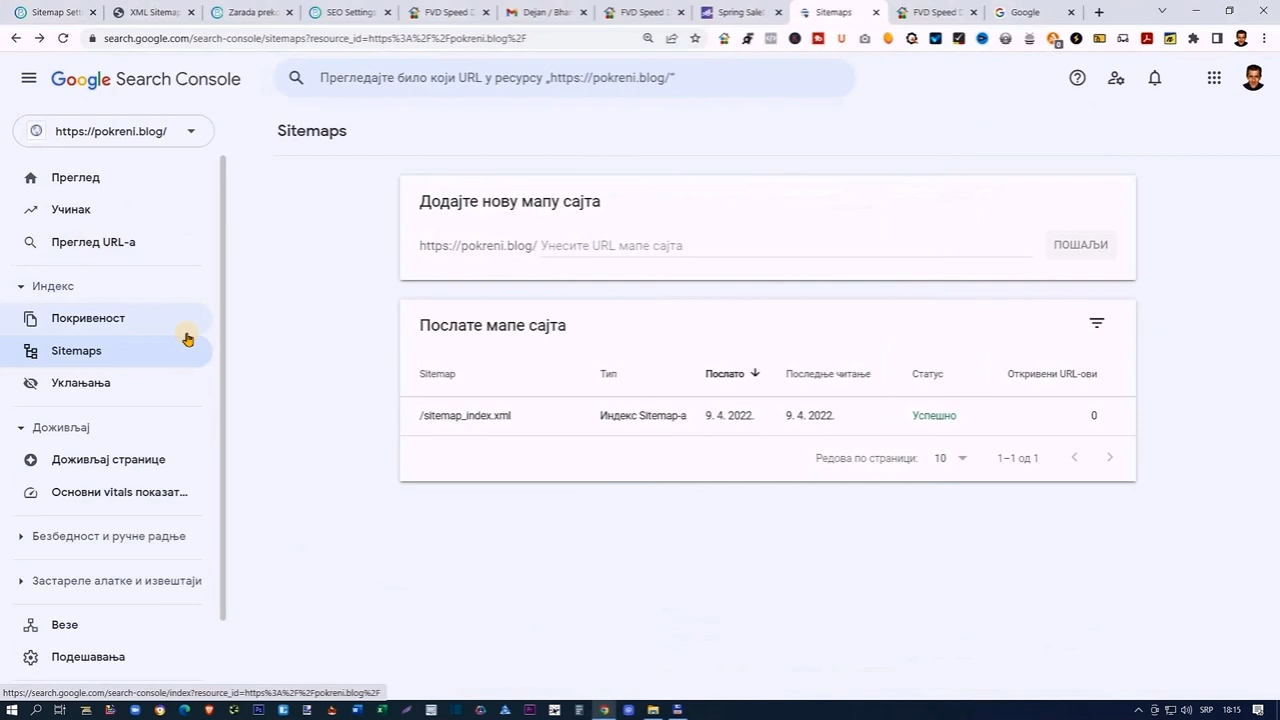 Sitemap Sett
XML Sitemap
Zarada preko
SEO Settings
FVD Speed D
Dejan / Bhar
FVD Speed D
Spring Sale!
Sitemaps
FVD Speed D
Google
search.google.com/search-console/sitemaps?resource_id=https%3A%2F%2Fpokreni.blog%2F
Google Search Console
Прегледајте било који URL у ресурсу „https://pokreni.blog/“
https://pokreni.blog/
Sitemaps
Преглед
Учинак
Преглед URL-а
Индекс
Покривеност
Sitemaps
Уклањања
Доживљај
Доживљај странице
Основни vitals показат...
Безбедност и ручне радње
Застареле алатке и извештаји
Везе
Подешавања
Додајте нову мапу сајта
https://pokreni.blog/ Унесите URL мапе сајта
ПОШАЉИ
Послате мапе сајта
Sitemap Тип Послато Последње читање Статус Откривени URL-ови
/sitemap_index.xml Индекс Sitemap-а 9. 4. 2022. 9. 4. 2022. Успешно 0
Редова по страници: 10 1–1 од 1
https://search.google.com/search-console/index?resource_id=https%3A%2F%2Fpokreni.blog%2F
SRP 18:15